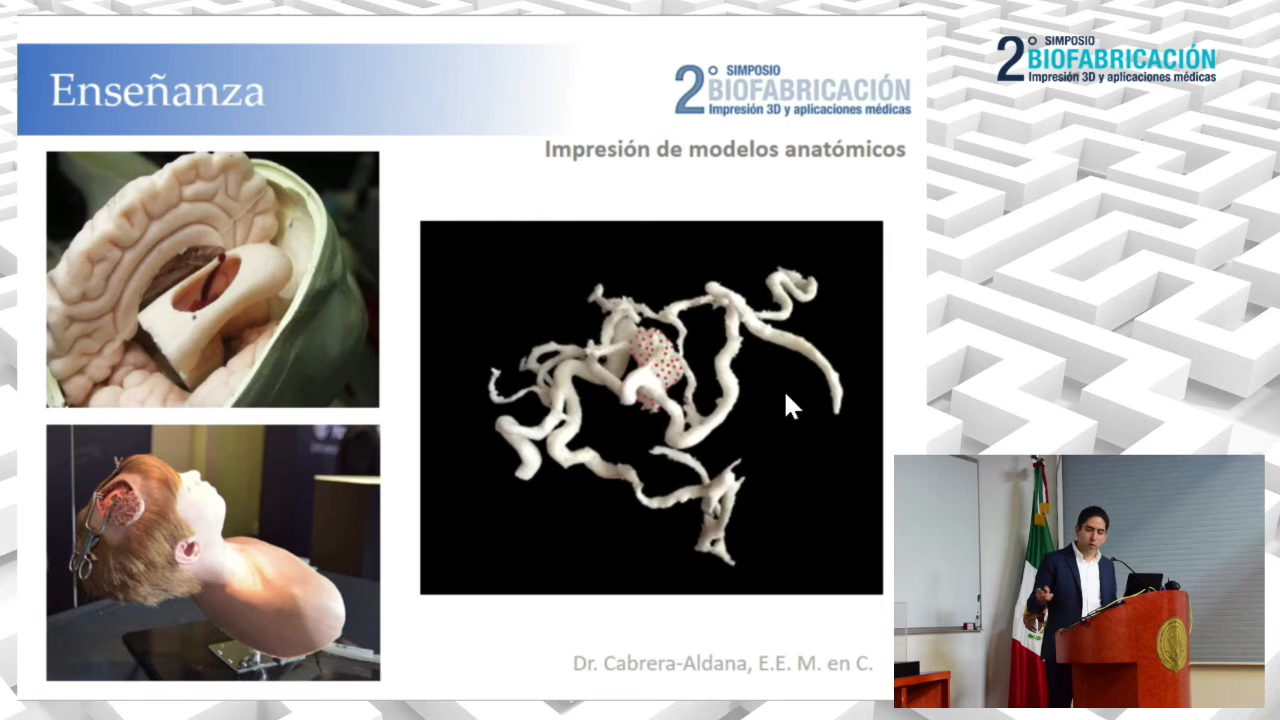 Enseñanza
2° SIMPOSIO
BIOFABRICACIÓN
Impresión 3D y aplicaciones médicas
Impresión de modelos anatómicos
Dr. Cabrera-Aldana, E.E. M. en C.
2° SIMPOSIO
BIOFABRICACIÓN
Impresión 3D y aplicaciones médicas